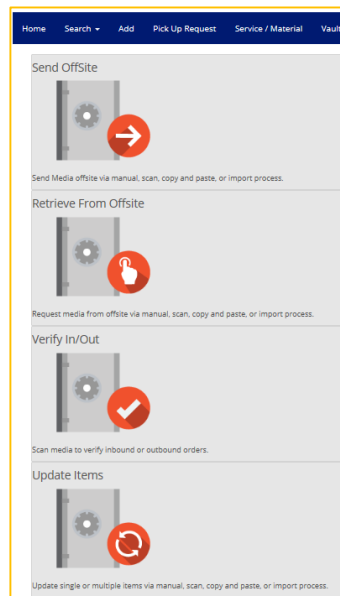 Home Search Add Pick Up Request Service / Material Vault
Send OffSite
Send Media offsite via manual, scan, copy and paste, or import process.
Retrieve From Offsite
Request media from offsite via manual, scan, copy and paste, or import process.
Verify In/Out
Scan media to verify inbound or outbound orders.
Update Items
Update single or multiple items via manual, scan, copy and paste, or import process.